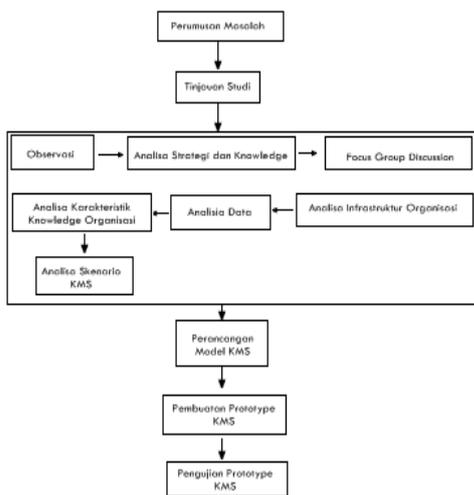 Perumusan Masalah
Tinjauan Studi
Observasi
Analisa Strategi dan Knowledge
Focus Group Discussion
Analisa Karakteristik
Knowledge Organisasi
Analisia Data
Analisa Infrastruktur Organisasi
Analisa Skenario
KMS
Perancangan
Model KMS
Pembuatan Prototype
KMS
Pengujian Prototype
KMS